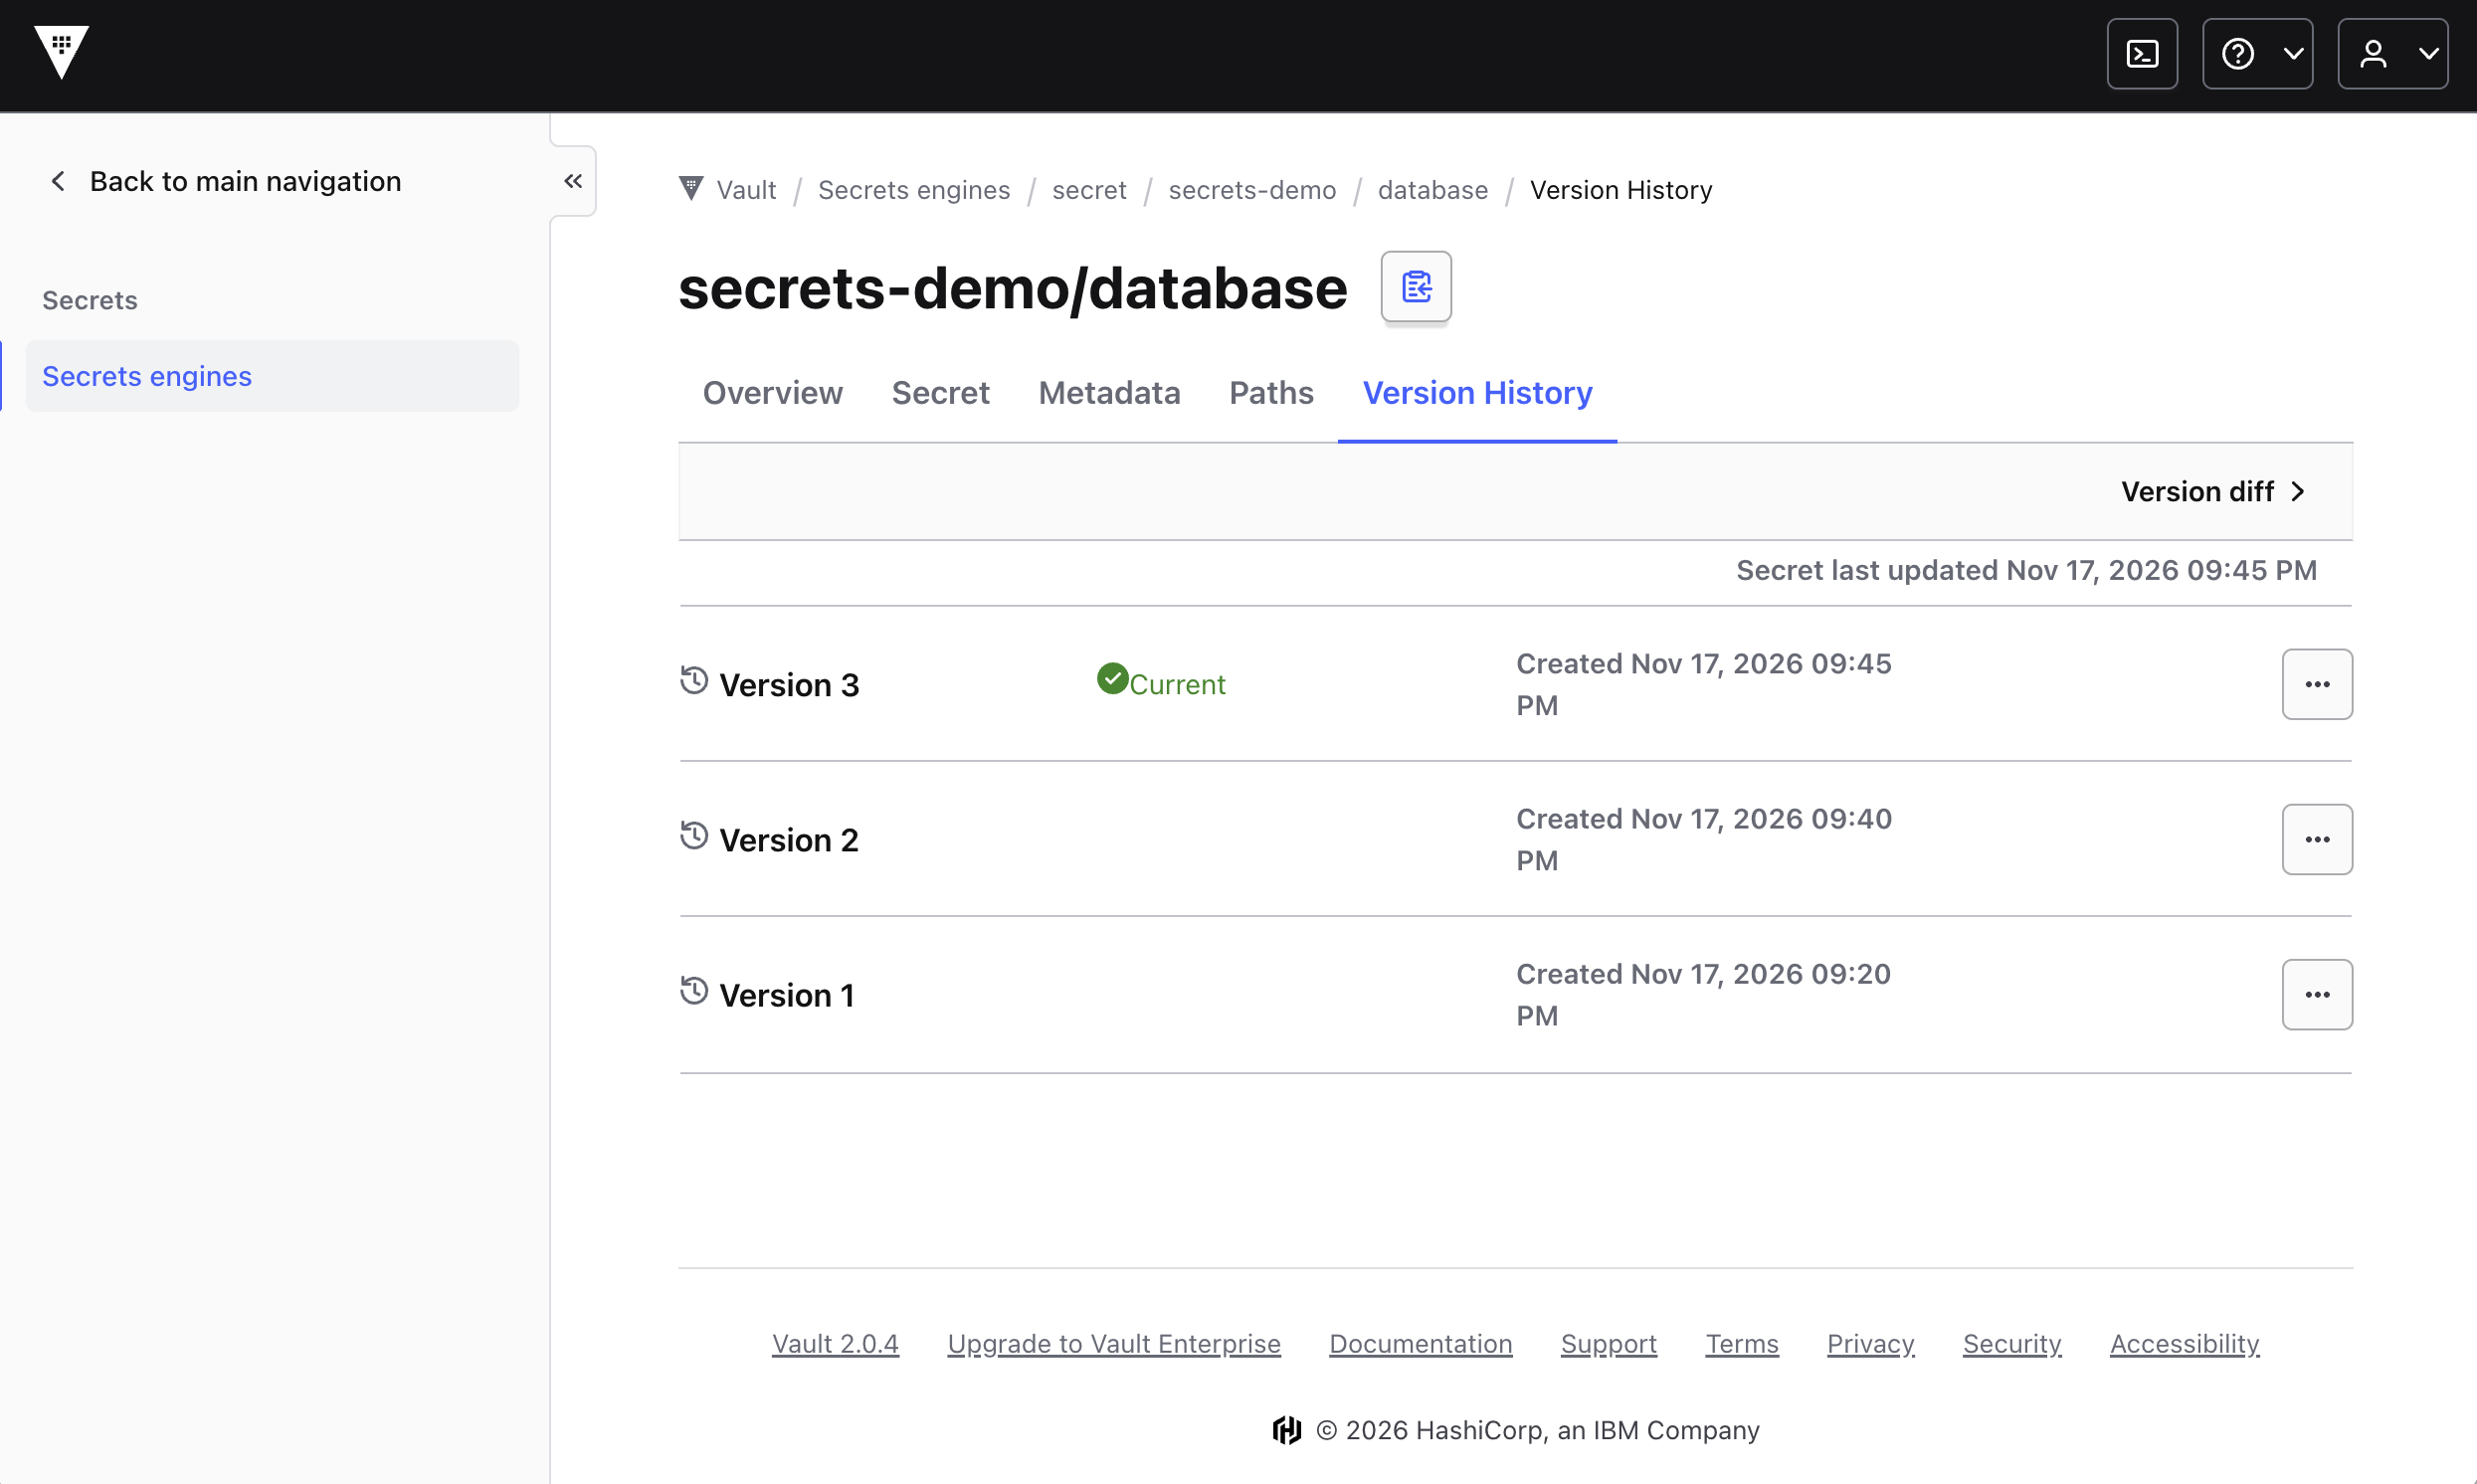 Back to main navigation
Secrets
Secrets engines
Vault / Secrets engines / secret / secrets-demo / database / Version History
secrets-demo/database
Overview Secret Metadata Paths Version History
Version diff
Secret last updated Nov 17, 2026 09:45 PM
Version 3 Current Created Nov 17, 2026 09:45
PM
Version 2 Created Nov 17, 2026 09:40
PM
Version 1 Created Nov 17, 2026 09:20
PM
Vault 2.0.4 Upgrade to Vault Enterprise Documentation Support Terms Privacy Security Accessibility
© 2026 HashiCorp, an IBM Company